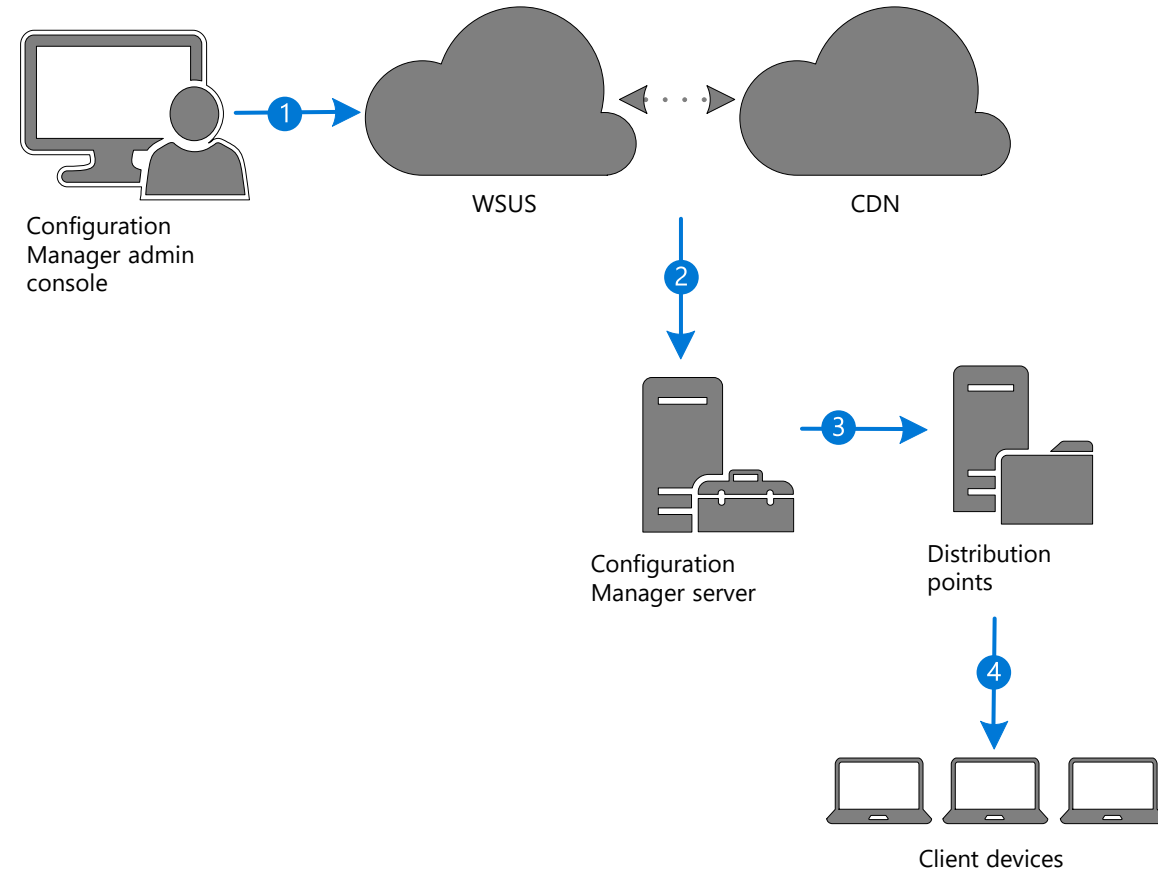 1
WSUS
CDN
Configuration
Manager admin
console
2
3
Configuration
Manager server
Distribution
points
4
Client devices